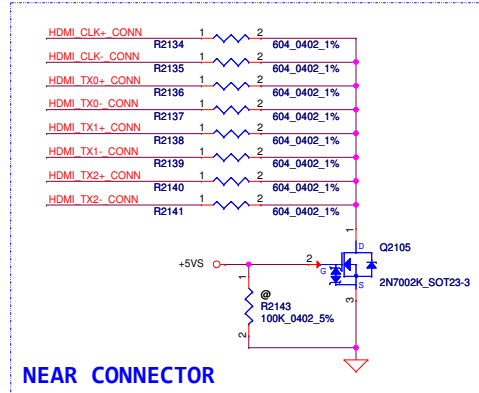 HDMI_CLK+_CONN 1 2
R2134 604_0402_1%
HDMI_CLK-_CONN 1 2
R2135 604_0402_1%
HDMI_TX0+_CONN 1 2
R2136 604_0402_1%
HDMI_TX0-_CONN 1 2
R2137 604_0402_1%
HDMI_TX1+_CONN 1 2
R2138 604_0402_1%
HDMI_TX1-_CONN 1 2
R2139 604_0402_1%
HDMI_TX2+_CONN 1 2
R2140 604_0402_1%
HDMI_TX2-_CONN 1 2
R2141 604_0402_1%
1
D Q2105
+5VS 2
G
2N7002K_SOT23-3
S
1 3
@
R2143
100K_0402_5%
2
NEAR CONNECTOR